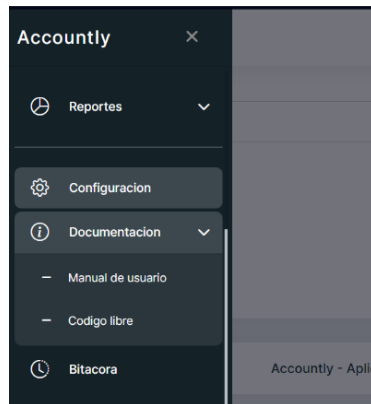 Accountly
Reportes
Configuracion
Documentacion
Manual de usuario
Codigo libre
Bitacora
Accountly - Apli